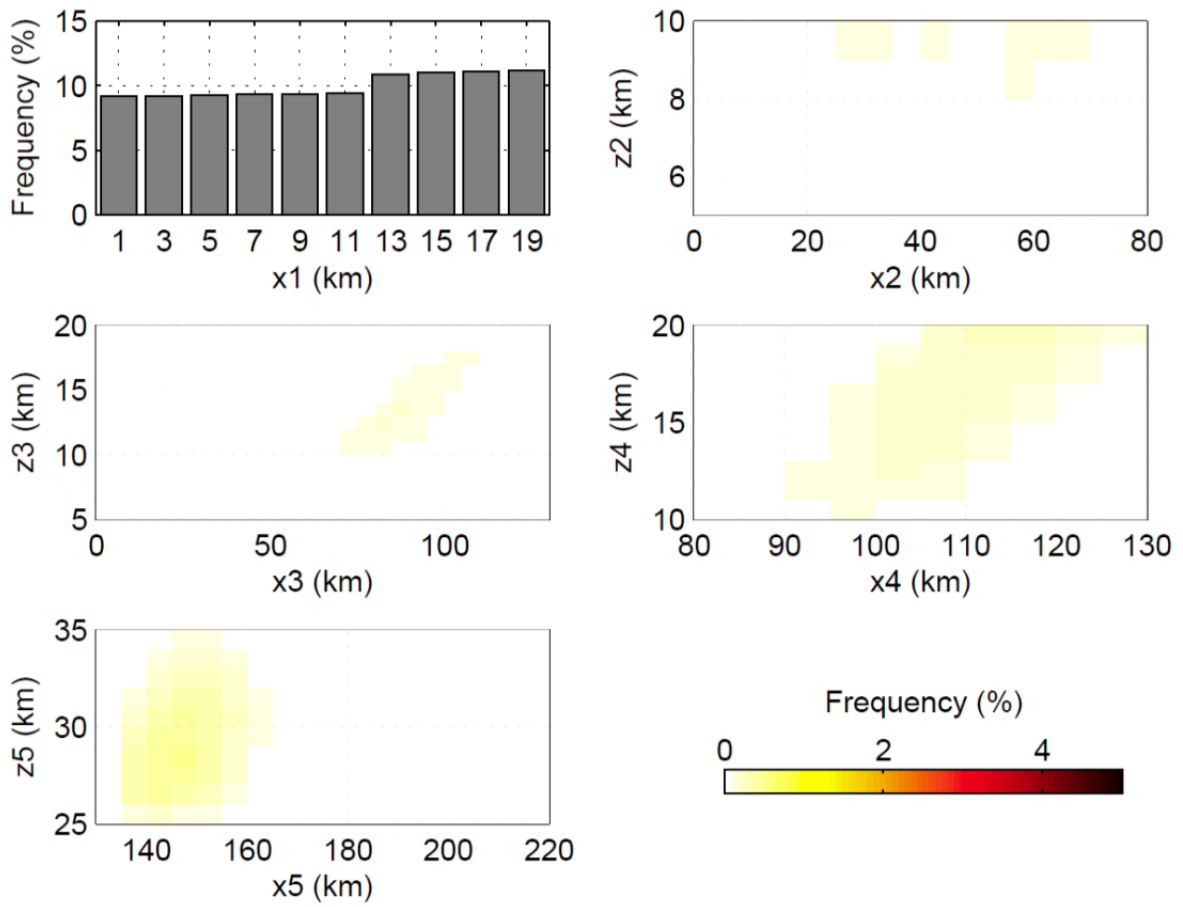 Frequency (%)
15
10
5
0
1 3 5 7 9 11 13 15 17 19
x1 (km)
z2 (km)
10
8
6
0 20 40 60 80
x2 (km)
z3 (km)
20
15
10
5
0 50 100
x3 (km)
z4 (km)
20
15
10
80 90 100 110 120 130
x4 (km)
z5 (km)
35
30
25
140 160 180 200 220
x5 (km)
Frequency (%)
0 2 4